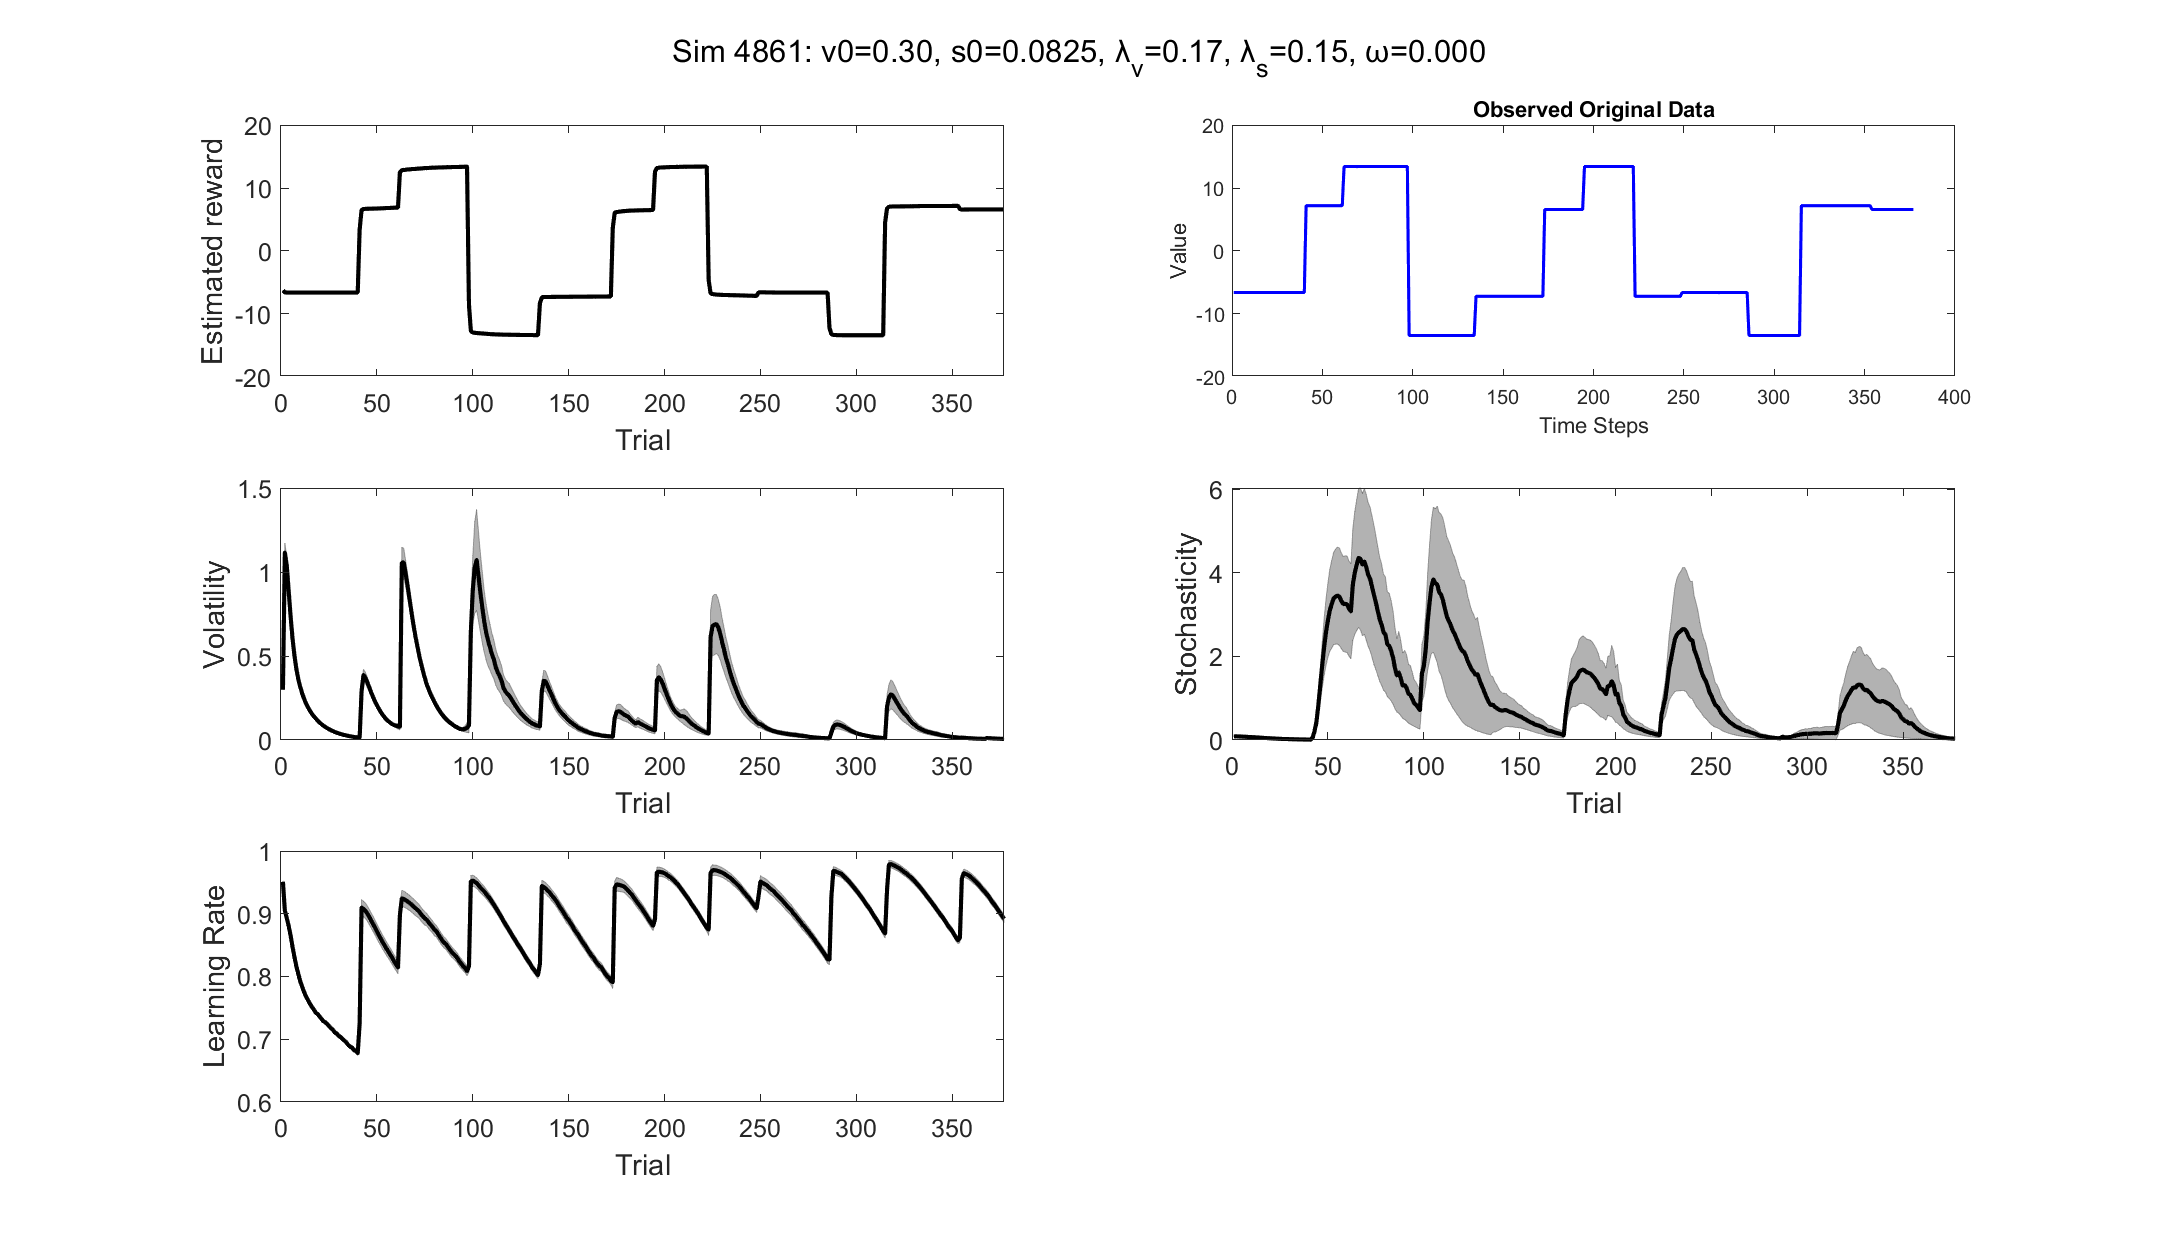 Sim 4861: v0=0.30, s0=0.0825, λv=0.17, λs=0.15, ω=0.000
20
10
0
-10
-20
Estimated reward
0 50 100 150 200 250 300 350
Trial
Observed Original Data
20
10
0
-10
-20
Value
0 50 100 150 200 250 300 350 400
Time Steps
1.5
1
0.5
0
Volatility
0 50 100 150 200 250 300 350
Trial
6
4
2
0
Stochasticity
0 50 100 150 200 250 300 350
Trial
1
0.9
0.8
0.7
0.6
Learning Rate
0 50 100 150 200 250 300 350
Trial